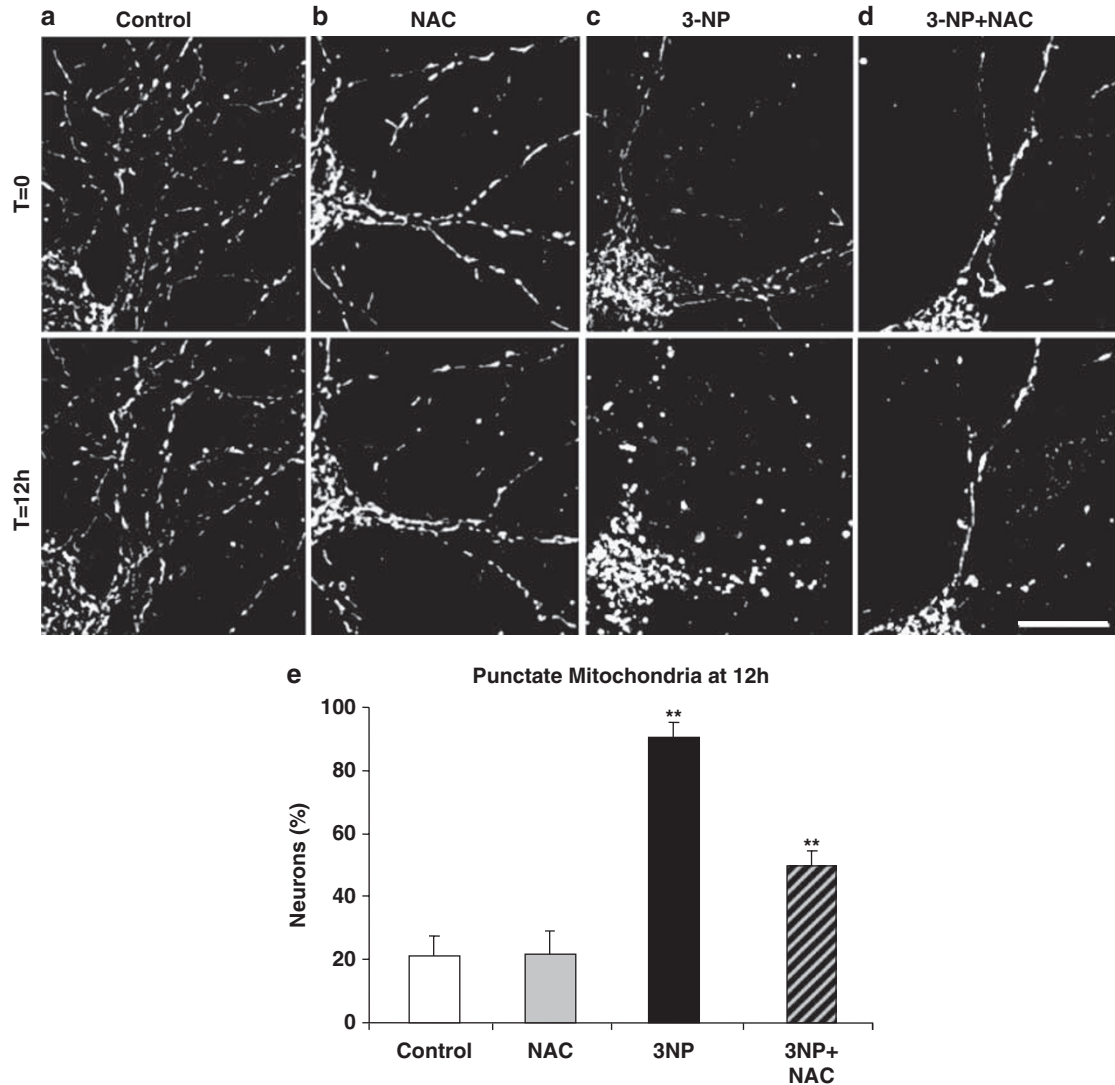 a Control b NAC c 3-NP d 3-NP+NAC
T=0
T=12h
e Punctate Mitochondria at 12h
100
80
60
40
20
0
Neurons (%)
**
**
Control NAC 3NP 3NP+
NAC